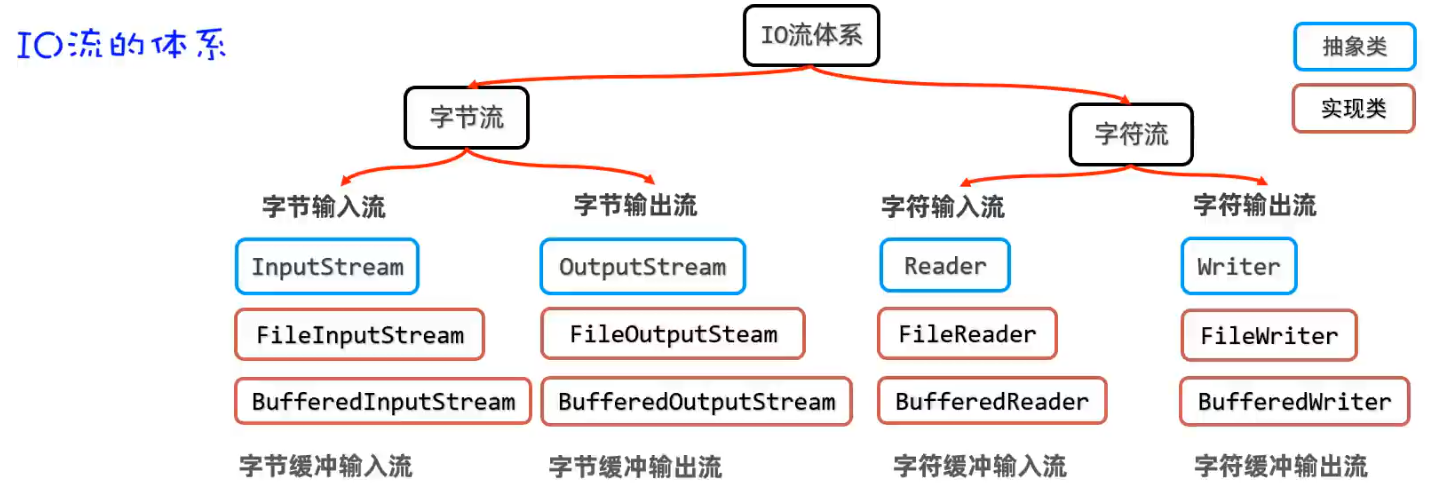 IO流的体系
IO流体系
抽象类
实现类
字节流
字符流
字节输入流
字节输出流
字符输入流
字符输出流
InputStream
OutputStream
Reader
Writer
FileInputStream
FileOutputSteam
FileReader
FileWriter
BufferedInputStream
BufferedOutputStream
BufferedReader
BufferedWriter
字节缓冲输入流
字节缓冲输出流
字符缓冲输入流
字符缓冲输出流